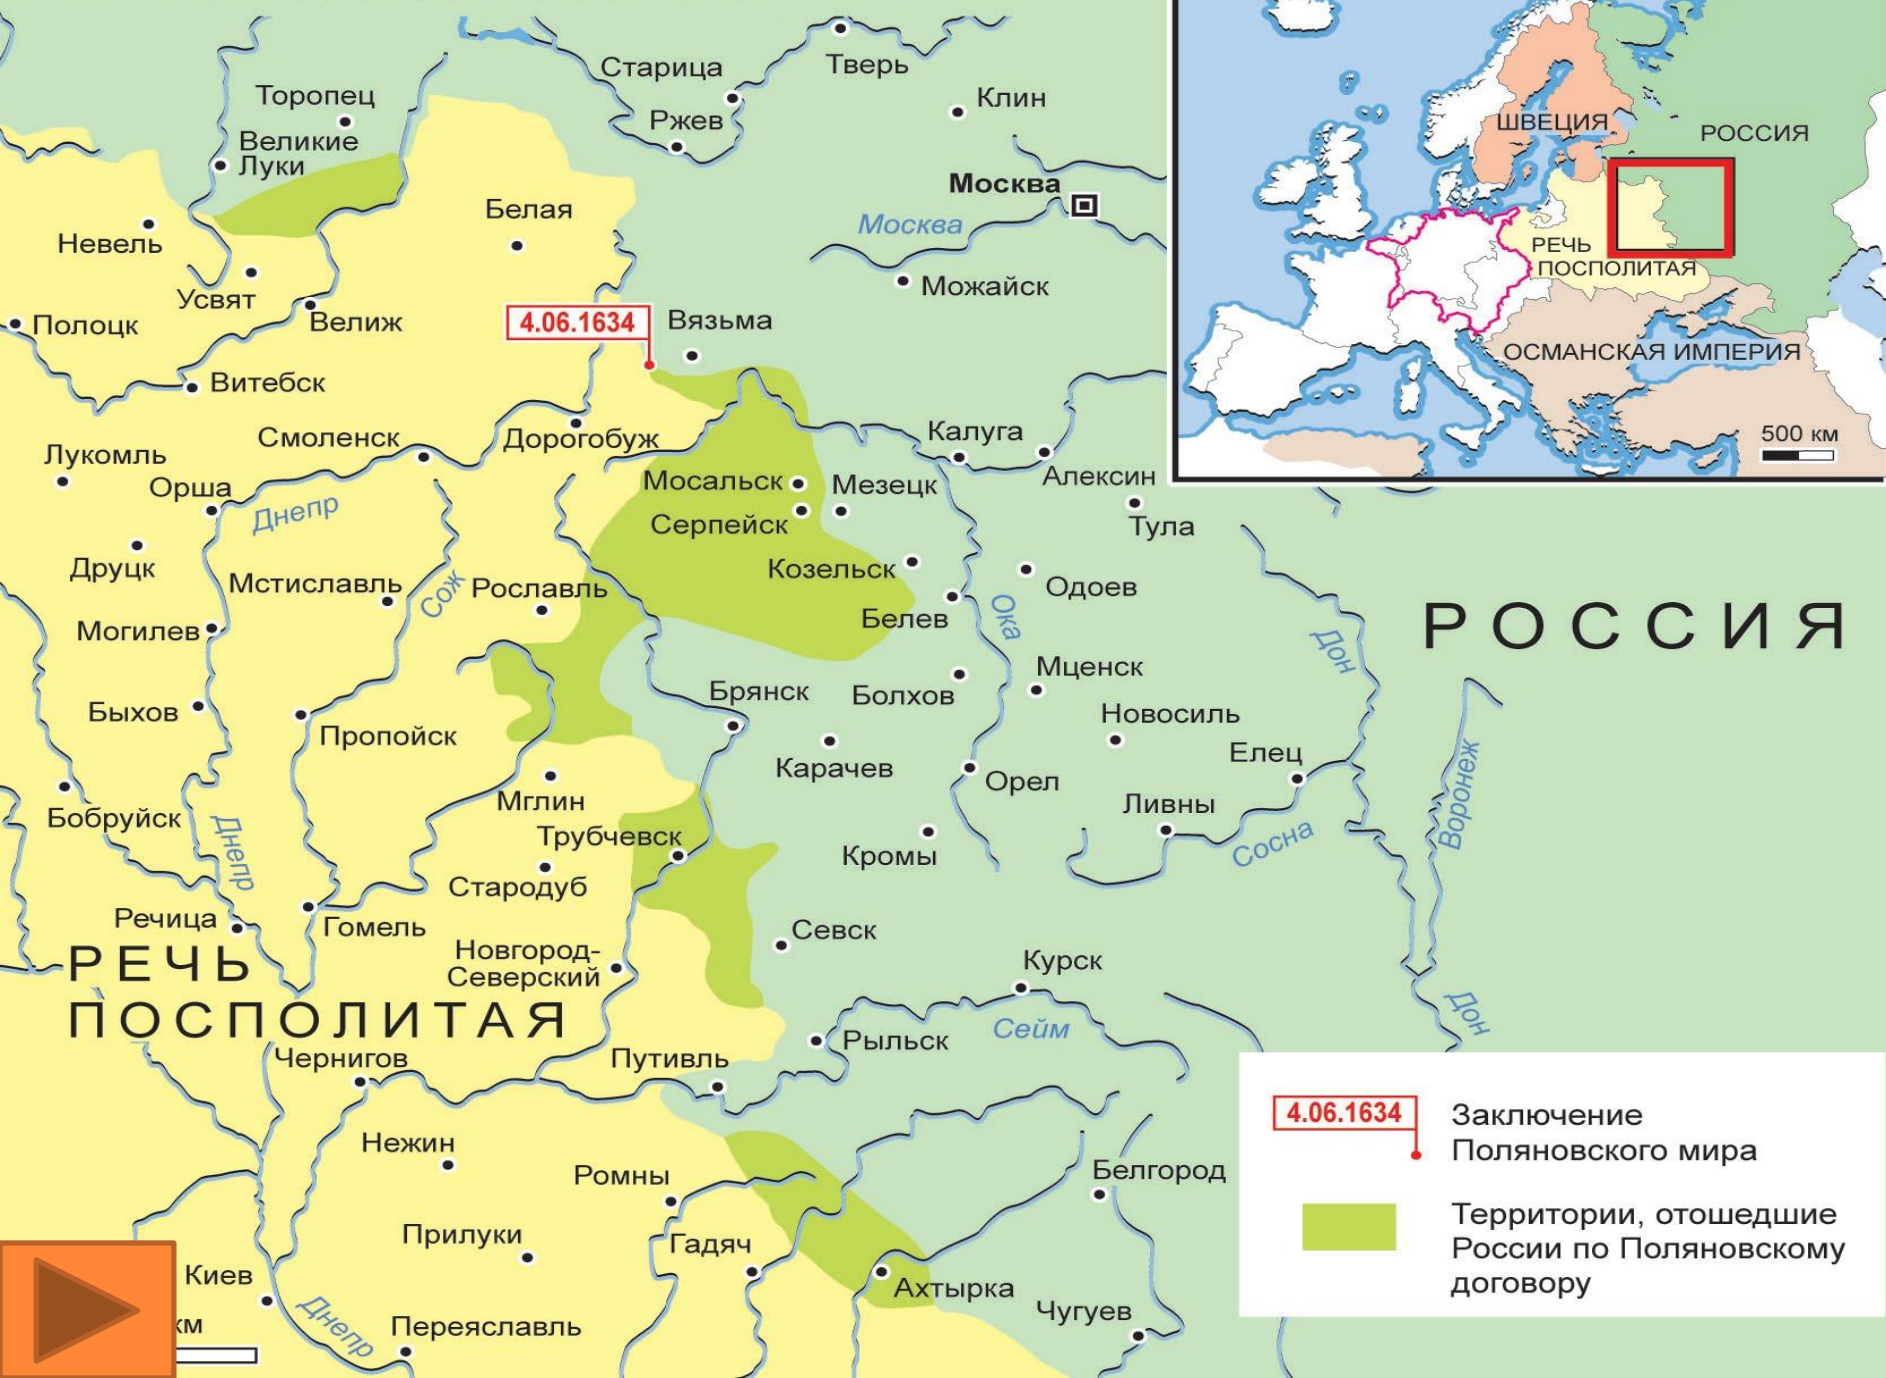 Старица
Тверь
Торопец
Клин
Ржев
Великие
Луки
Москва
Белая
Москва
Невель
Усвят
Можайск
Полоцк
Велиж
4.06.1634
Вязьма
Витебск
Смоленск
Дорогобуж
Калуга
Лукомль
Орша
Мосальск
Мезецк
Алексин
Днепр
Серпейск
Тула
Друцк
Козельск
Мстиславль
Сож
Рославль
Одоев
Белев
Ока
Могилев
РОССИЯ
Дон
Мценск
Брянск
Болхов
Быхов
Пропойск
Новосиль
Елец
Карачев
Орел
Воронеж
Мглин
Ливны
Бобруйск
Днепр
Трубчевск
Сосна
Кромы
Стародуб
Речица
Гомель
Севск
РЕЧЬ
ПОСПОЛИТАЯ
Новгород-
Северский
Курск
Сейм
Дон
Чернигов
Путивль
Рыльск
Нежин
Ромны
Белгород
Прилуки
Гадяч
Киев
Ахтырка
Днепр
Чугуев
Переяславль
км
ШВЕЦИЯ
РОССИЯ
РЕЧЬ
ПОСПОЛИТАЯ
ОСМАНСКАЯ ИМПЕРИЯ
500 км
4.06.1634
Заключение
Поляновского мира
Территории, отошедшие
России по Поляновскому
договору